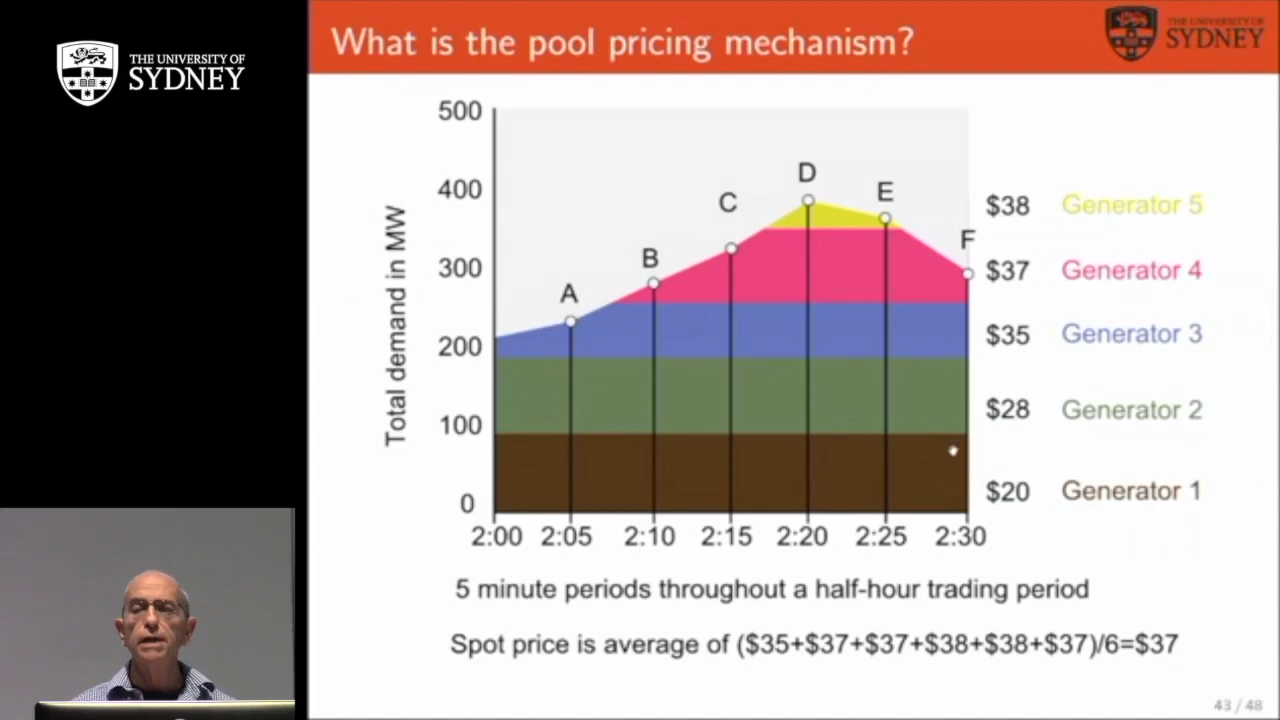 THE UNIVERSITY OF
SYDNEY
What is the pool pricing mechanism?
THE UNIVERSITY OF
SYDNEY
Total demand in MW
500
400
300
200
100
0
A
B
C
D
E
F
$38 Generator 5
$37 Generator 4
$35 Generator 3
$28 Generator 2
$20 Generator 1
2:00 2:05 2:10 2:15 2:20 2:25 2:30
5 minute periods throughout a half-hour trading period
Spot price is average of ($35+$37+$37+$38+$38+$37)/6=$37
43 / 48